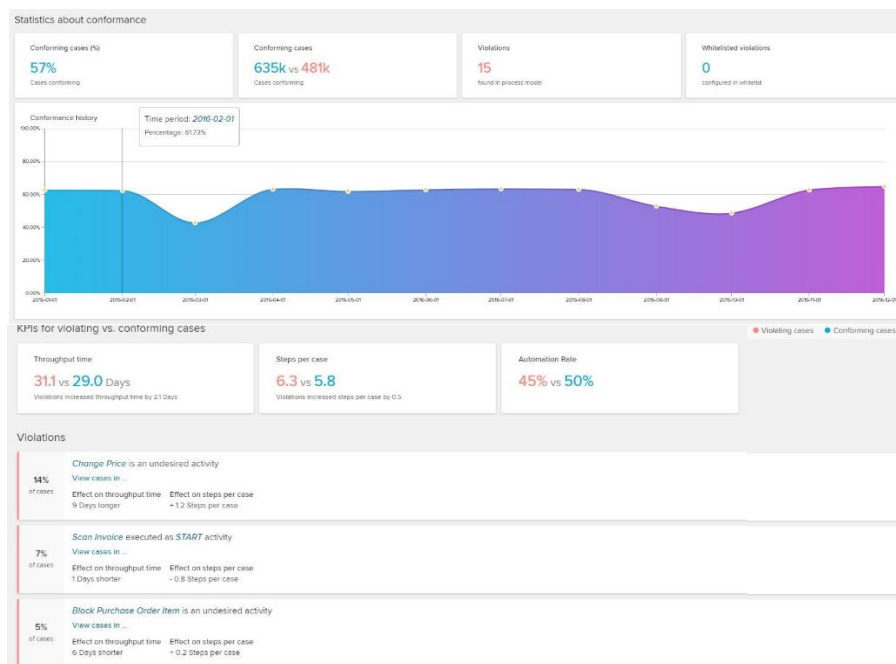 Statistics about conformance
Conforming cases (%)
57%
Cases conforming
Conforming cases
635k vs 481k
Cases conforming
Violations
15
found in process model
Whitelisted violations
0
configured in whitelist
Conformance history
Time period: 2016-02-01
Percentage: 61.73%
100.00%
80.00%
60.00%
40.00%
20.00%
0.00%
2016-01-01 2016-02-01 2016-03-01 2016-04-01 2016-05-01 2016-06-01 2016-07-01 2016-08-01 2016-09-01 2016-10-01 2016-11-01 2016-12-01
KPIs for violating vs. conforming cases
Violating cases Conforming cases
Throughput time
31.1 vs 29.0 Days
Violations increased throughput time by 2.1 Days
Steps per case
6.3 vs 5.8
Violations increased steps per case by 0.5
Automation Rate
45% vs 50%
Violations
14%
of cases
Change Price is an undesired activity
View cases in ...
Effect on throughput time Effect on steps per case
9 Days longer + 1.2 Steps per case
7%
of cases
Scan Invoice executed as START activity
View cases in ...
Effect on throughput time Effect on steps per case
1 Days shorter - 0.8 Steps per case
5%
of cases
Block Purchase Order Item is an undesired activity
View cases in ...
Effect on throughput time Effect on steps per case
6 Days shorter + 0.2 Steps per case